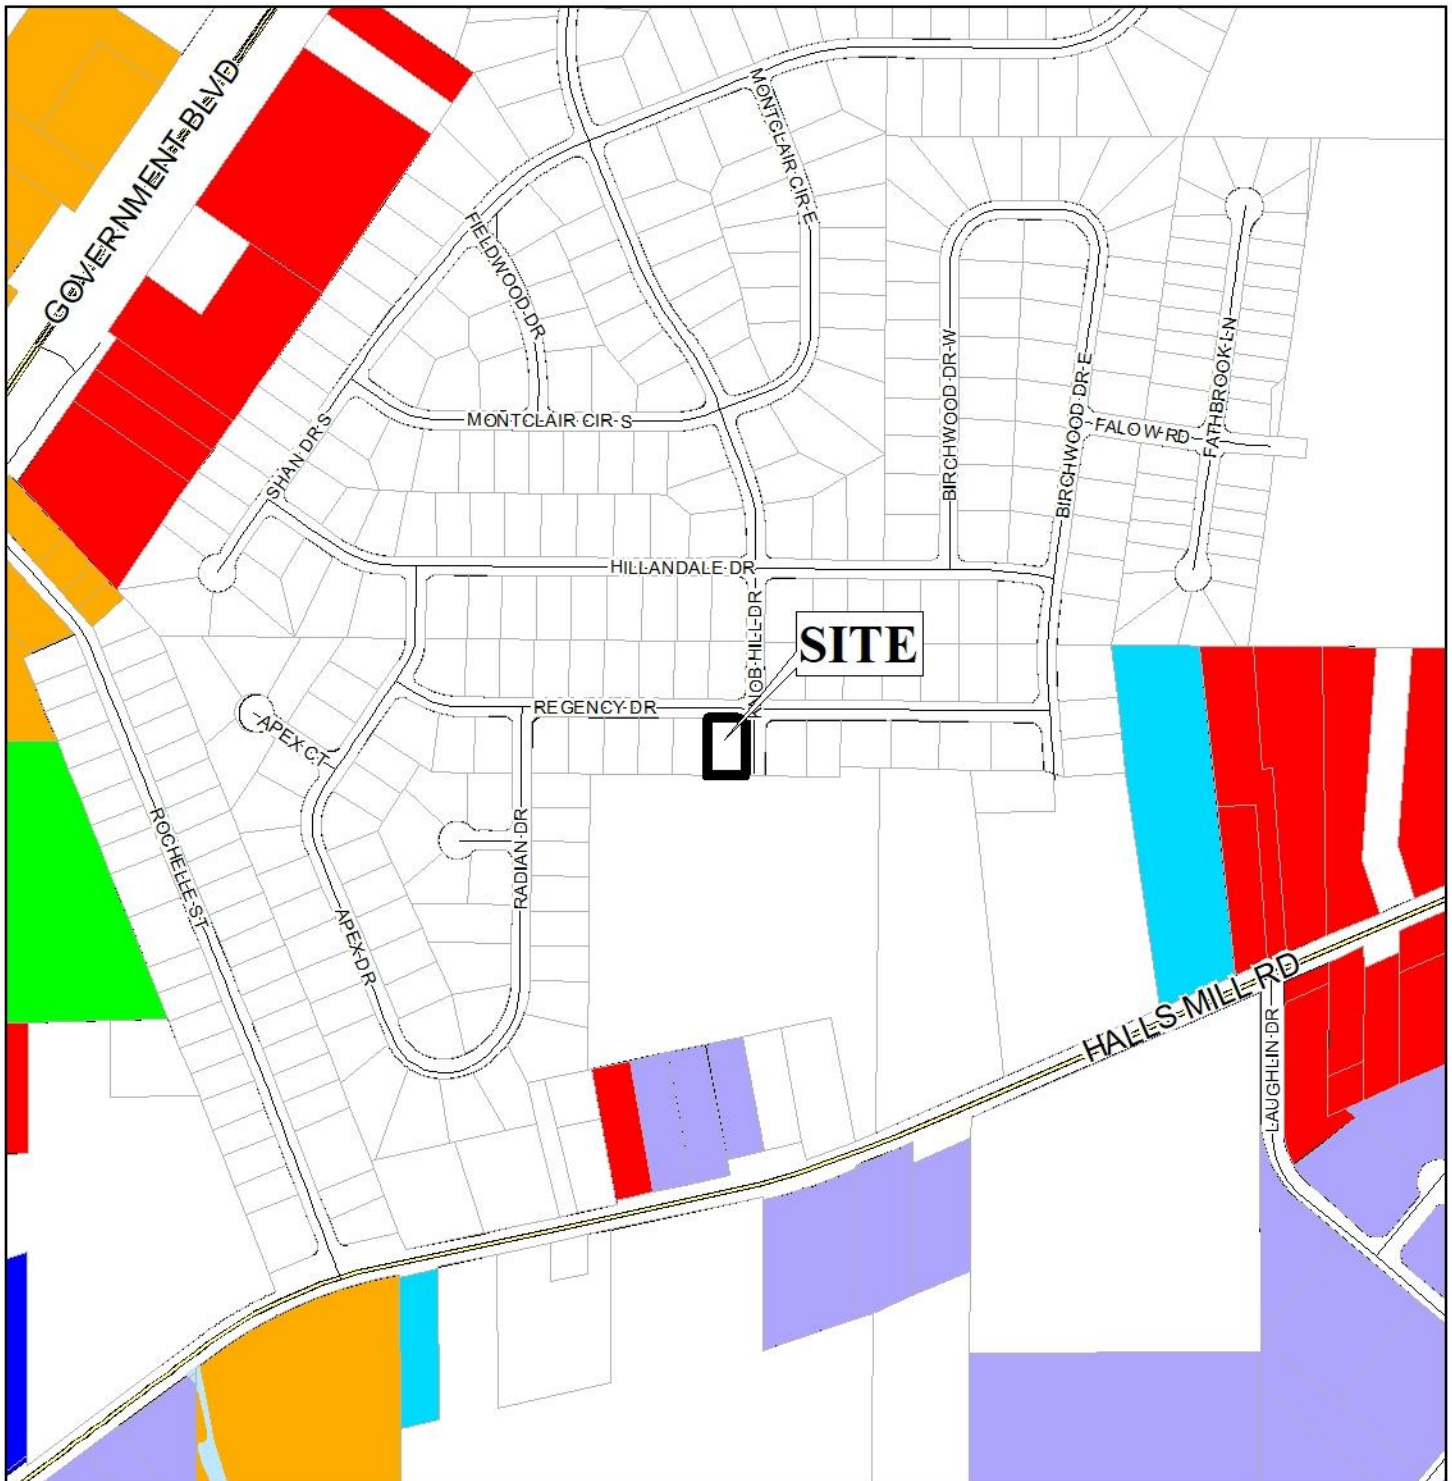 GOVERNMENT BLVD
MONTCLAIR CIR E
FIELDWOOD DR
BIRCHWOOD DR W
BIRCHWOOD DR E
FATHBROOK LN
FALOW RD
MONTCLAIR CIR S
SHAN DR S
HILLANDALE DR
KNOB HILL DR
SITE
REGENCY DR
APEX CT
ROCHELLE ST
RADIAN DR
APEX DR
HALLS MILL RD
LAUGHLIN DR